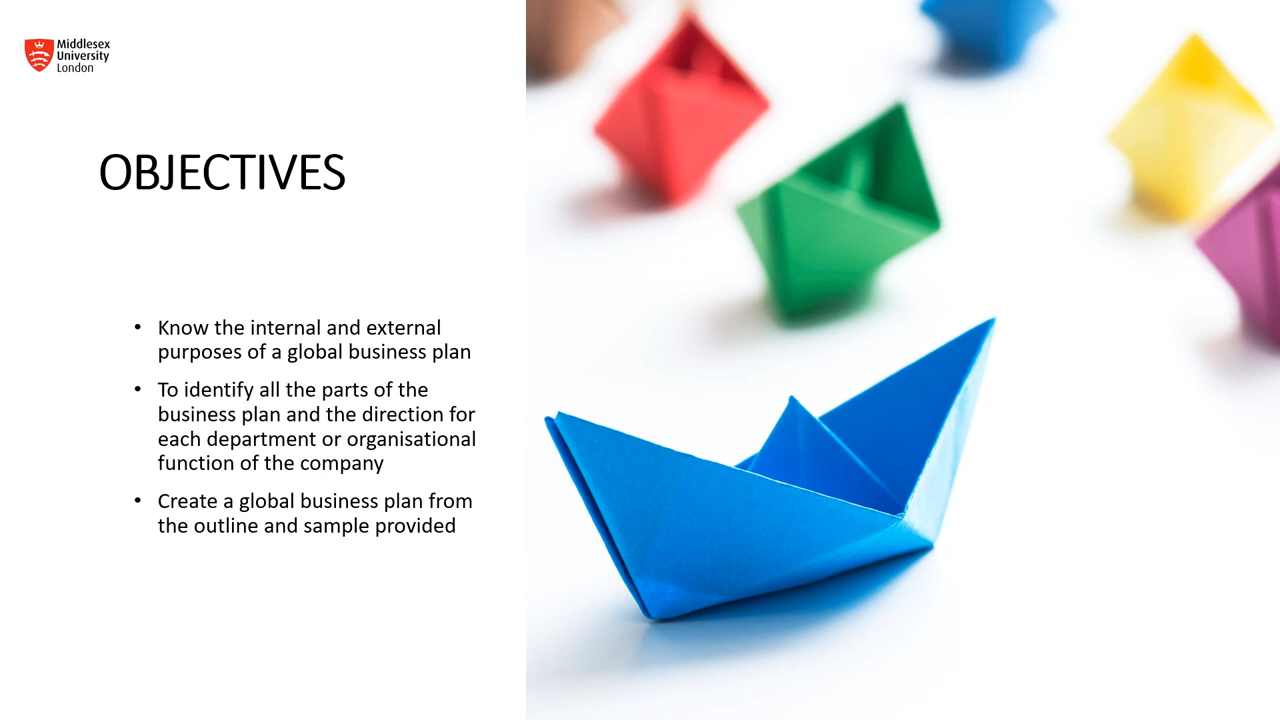 Middlesex
University
London
OBJECTIVES
• Know the internal and external
purposes of a global business plan
• To identify all the parts of the
business plan and the direction for
each department or organisational
function of the company
• Create a global business plan from
the outline and sample provided